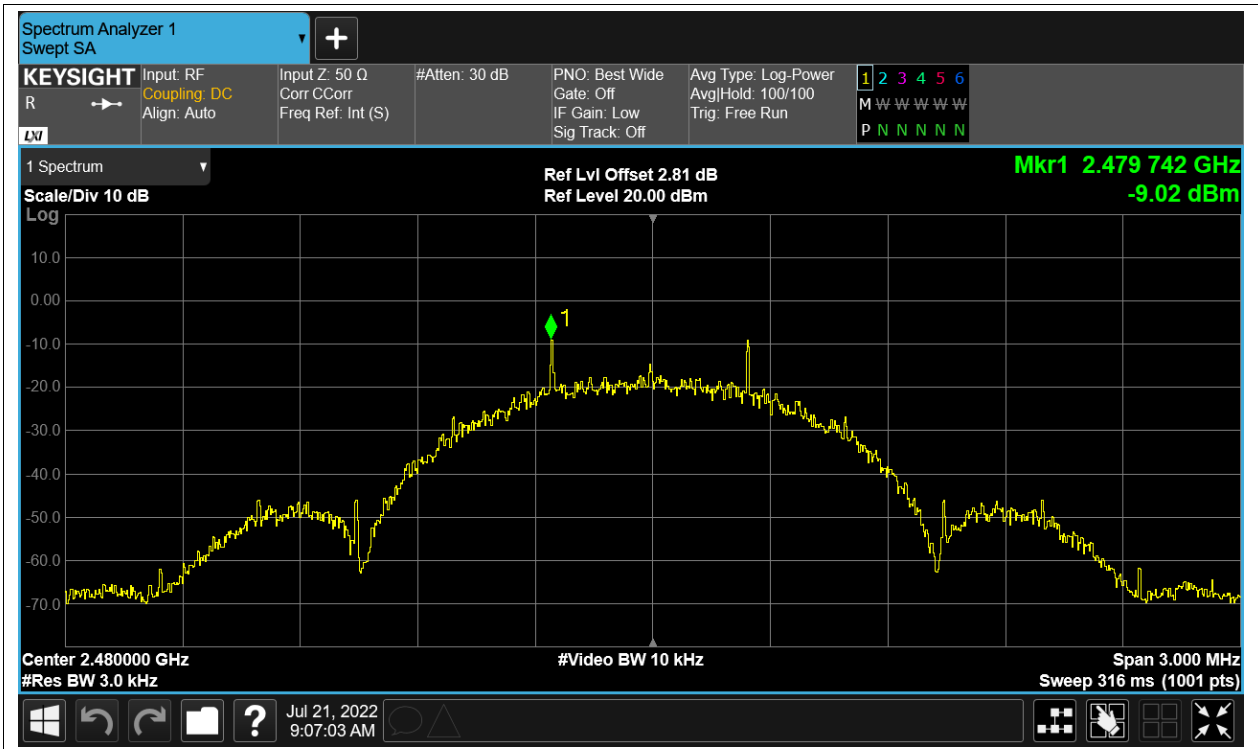 Spectrum Analyzer 1
Swept SA
KEYSIGHT
R
LXI
Input: RF
Coupling: DC
Align: Auto
Input Z: 50 Ω
Corr CCorr
Freq Ref: Int (S)
#Atten: 30 dB
PNO: Best Wide
Gate: Off
IF Gain: Low
Sig Track: Off
Avg Type: Log-Power
Avg|Hold: 100/100
Trig: Free Run
1 2 3 4 5 6
M W W W W W
P N N N N N
1 Spectrum
Scale/Div 10 dB
Log
Ref Lvl Offset 2.81 dB
Ref Level 20.00 dBm
Mkr1 2.479 742 GHz
-9.02 dBm
10.0
0.00
1
-10.0
-20.0
-30.0
-40.0
-50.0
-60.0
-70.0
Center 2.480000 GHz
#Res BW 3.0 kHz
#Video BW 10 kHz
Span 3.000 MHz
Sweep 316 ms (1001 pts)
?
Jul 21, 2022
9:07:03 AM